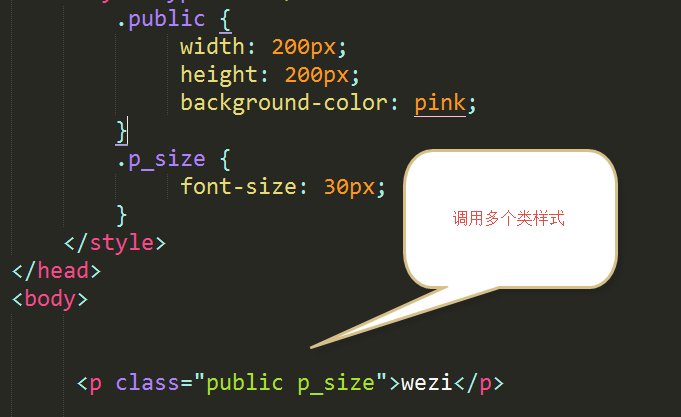 .public {
width: 200px;
height: 200px;
background-color: pink;
}
.p_size {
font-size: 30px;
}
</style>
</head>
<body>
调用多个类样式
<p class="public p_size">wezi</p>